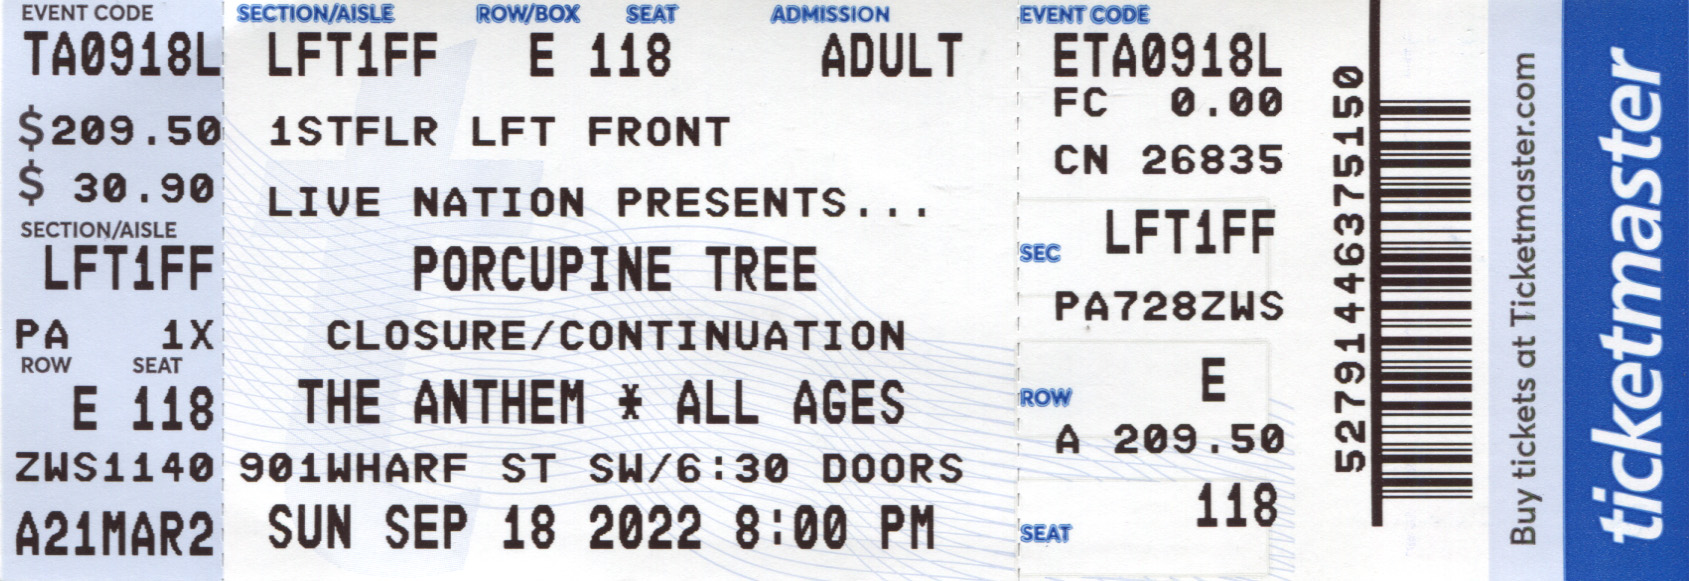 EVENT CODE
TA0918L
$209.50
$ 30.90
SECTION/AISLE
LFT1FF
PA 1X
ROW SEAT
E 118
ZWS1140
A21MAR2
SECTION/AISLE ROW/BOX SEAT ADMISSION
LFT1FF E 118 ADULT
1STFLR LFT FRONT
LIVE NATION PRESENTS...
PORCUPINE TREE
CLOSURE/CONTINUATION
THE ANTHEM * ALL AGES
901WHARF ST SW/6:30 DOORS
SUN SEP 18 2022 8:00 PM
EVENT CODE
ETA0918L
FC 0.00
CN 26835
SEC LFT1FF
PA728ZWS
ROW E
A 209.50
SEAT 118
52791446375150
Buy tickets at Ticketmaster.com
ticketmaster